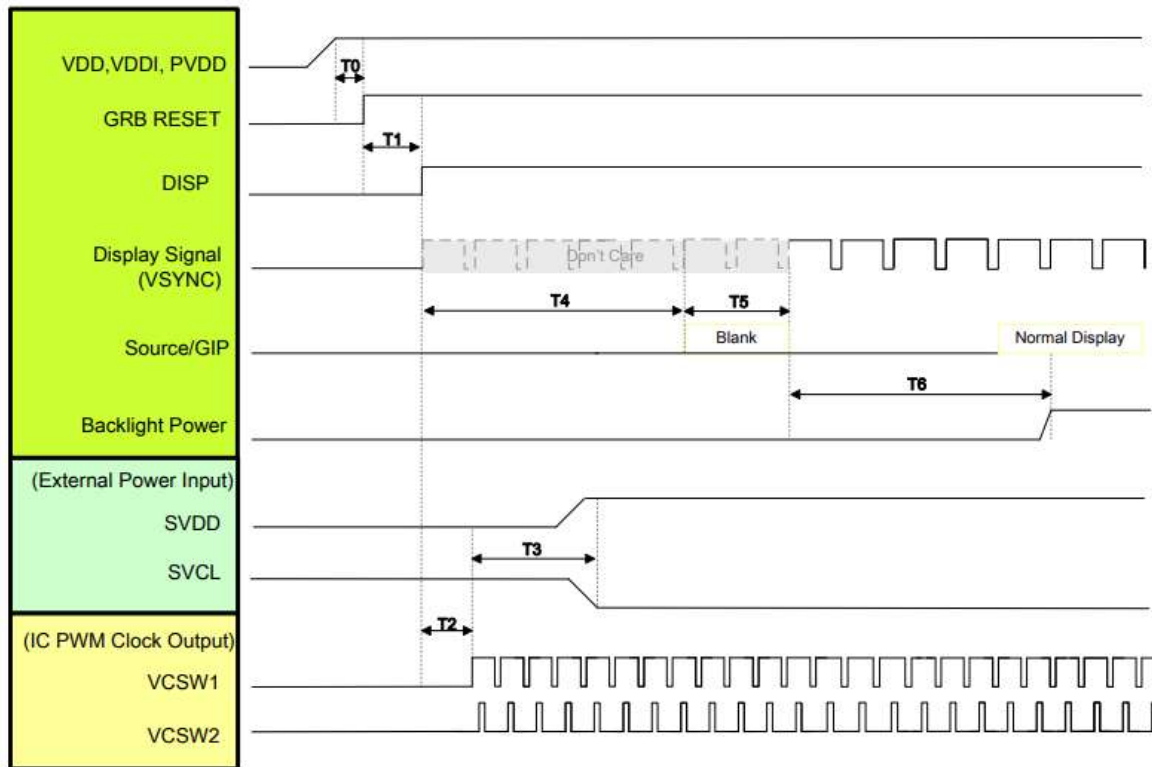 VDD,VDDI, PVDD
T0
GRB RESET
T1
DISP
Display Signal
(VSYNC)
Don't Care
T4
T5
Source/GIP
Blank
Normal Display
T6
Backlight Power
(External Power Input)
SVDD
T3
SVCL
T2
(IC PWM Clock Output)
VCSW1
VCSW2